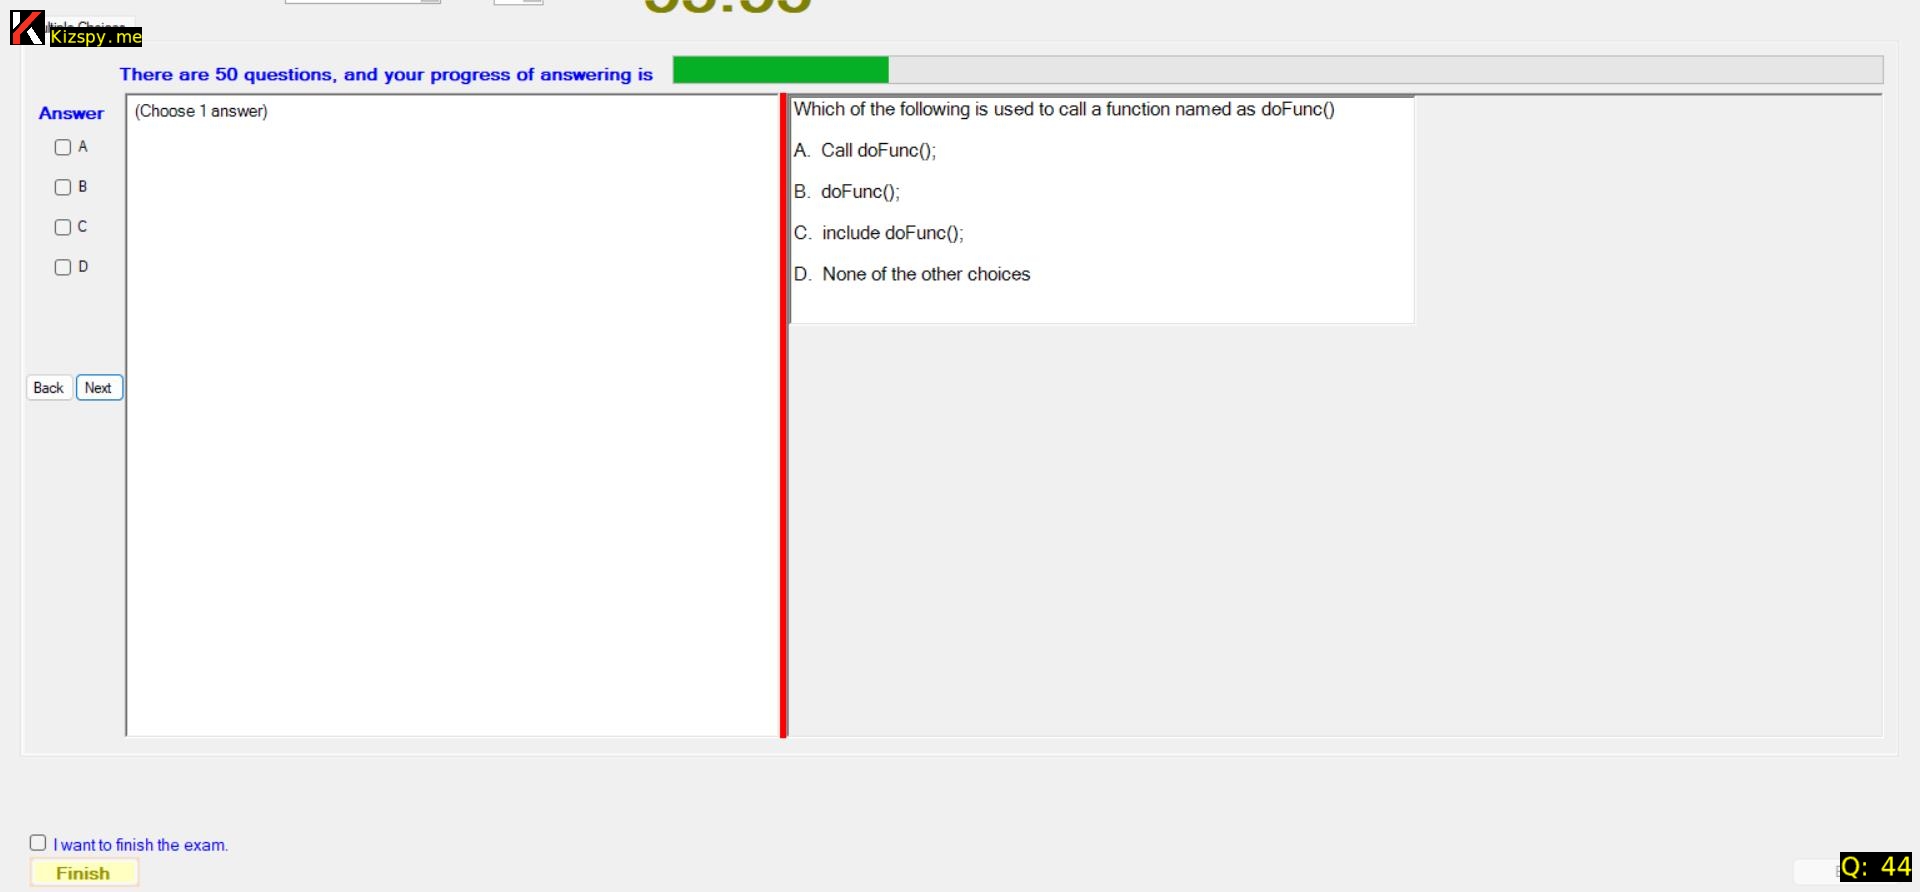 Kizspy.me
There are 50 questions, and your progress of answering is
Answer
(Choose 1 answer)
A
B
C
D
Back
Next
Which of the following is used to call a function named as doFunc()
A. Call doFunc();
B. doFunc();
C. include doFunc();
D. None of the other choices
I want to finish the exam.
Finish
Q: 44